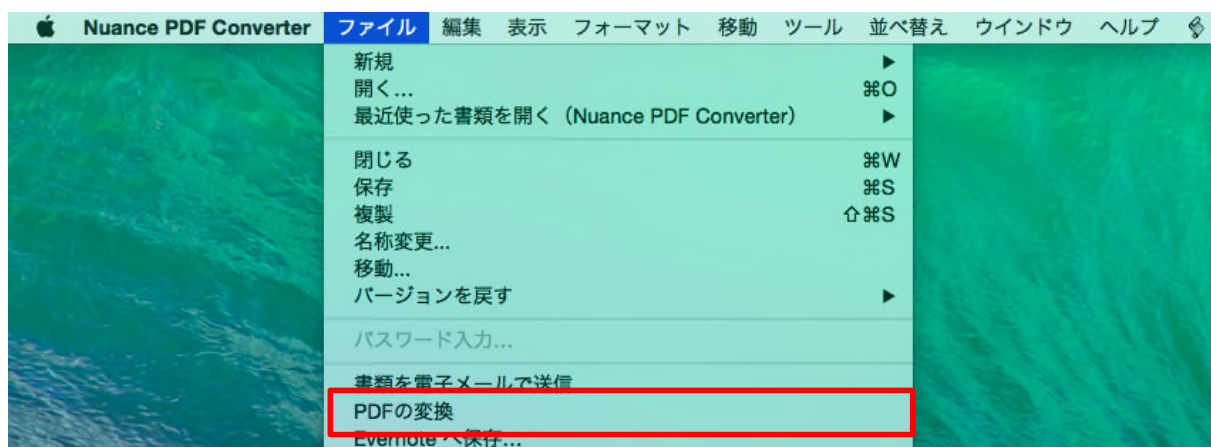 Nuance PDF Converter ファイル 編集 表示 フォーマット 移動 ツール 並べ替え ウインドウ ヘルプ
新規 ▶
開く... ⌘O
最近使った書類を開く（Nuance PDF Converter） ▶
閉じる ⌘W
保存 ⌘S
複製 ⇧⌘S
名称変更...
移動...
バージョンを戻す ▶
パスワード入力...
書類を電子メールで送信
PDFの変換
Evernote へ保存...